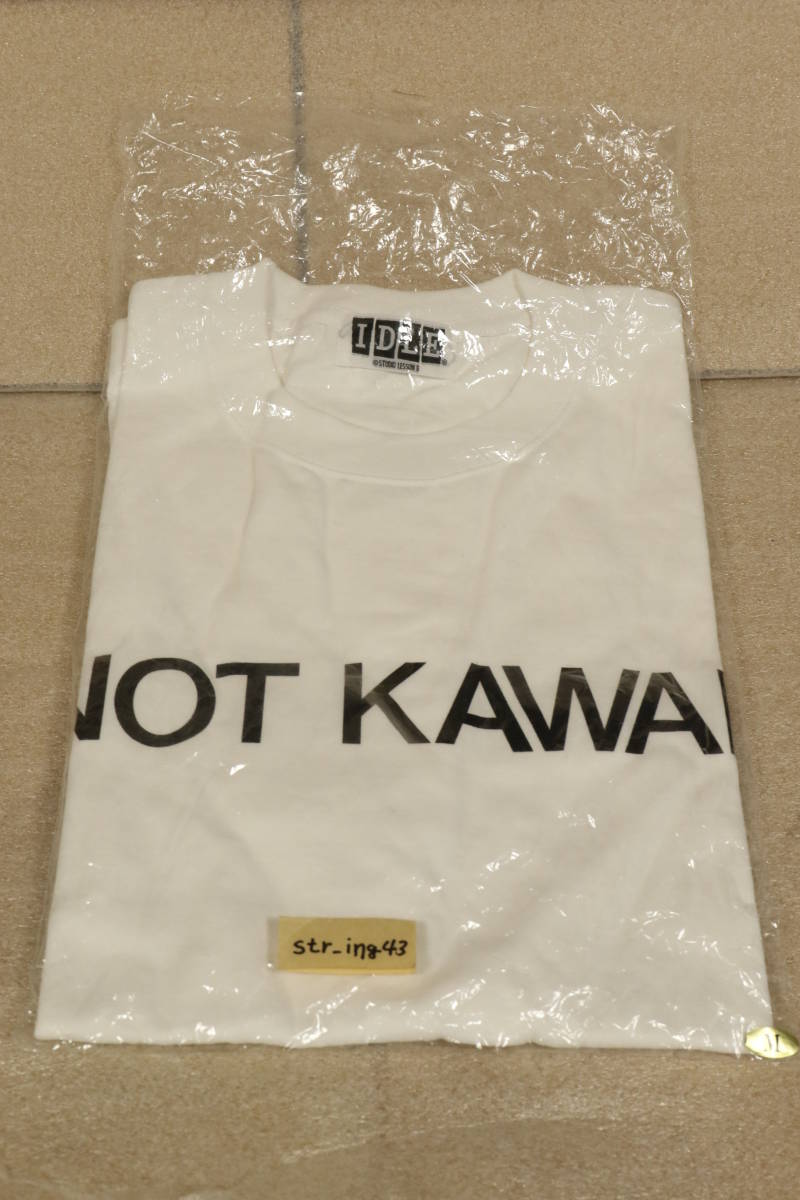 IDLE
©STUDIO LESSON 8
NOT KAWAI
str_ing43
M